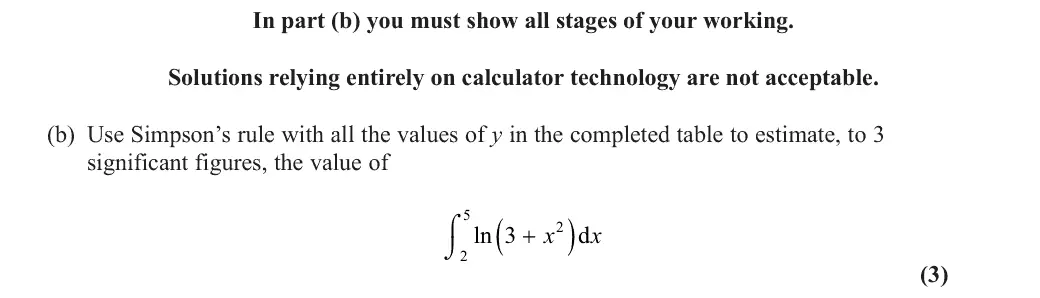 In part (b) you must show all stages of your working.
Solutions relying entirely on calculator technology are not acceptable.
(b) Use Simpson's rule with all the values of y in the completed table to estimate, to 3
significant figures, the value of
∫₂⁵ ln(3 + x²)dx
(3)